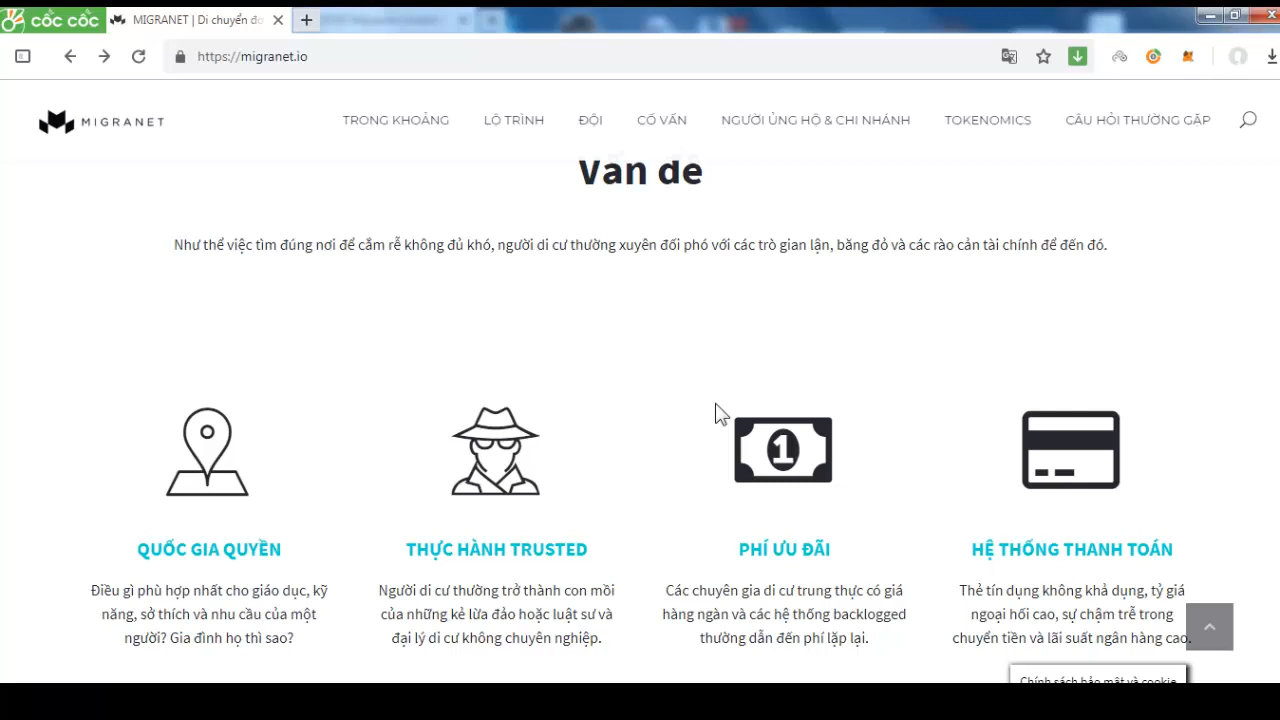 cốc cốc
MIGRANET | Di chuyển đơ
https://migranet.io
MIGRANET
TRONG KHOẢNG
LỘ TRÌNH
ĐỘI
CỐ VẤN
NGƯỜI ỦNG HỘ & CHI NHÁNH
TOKENOMICS
CÂU HỎI THƯỜNG GẶP
Vấn đề
Như thể việc tìm đúng nơi để cắm rễ không đủ khó, người di cư thường xuyên đối phó với các trò gian lận, băng đỏ và các rào cản tài chính để đến đó.
1
QUỐC GIA QUYỀN
Điều gì phù hợp nhất cho giáo dục, kỹ
năng, sở thích và nhu cầu của một
người? Gia đình họ thì sao?
THỰC HÀNH TRUSTED
Người di cư thường trở thành con mồi
của những kẻ lừa đảo hoặc luật sư và
đại lý di cư không chuyên nghiệp.
PHÍ ƯU ĐÃI
Các chuyên gia di cư trung thực có giá
hàng ngàn và các hệ thống backlogged
thường dẫn đến phí lặp lại.
HỆ THỐNG THANH TOÁN
Thẻ tín dụng không khả dụng, tỷ giá
ngoại hối cao, sự chậm trễ trong
chuyển tiền và lãi suất ngân hàng cao.
Chính sách bảo mật và cookie